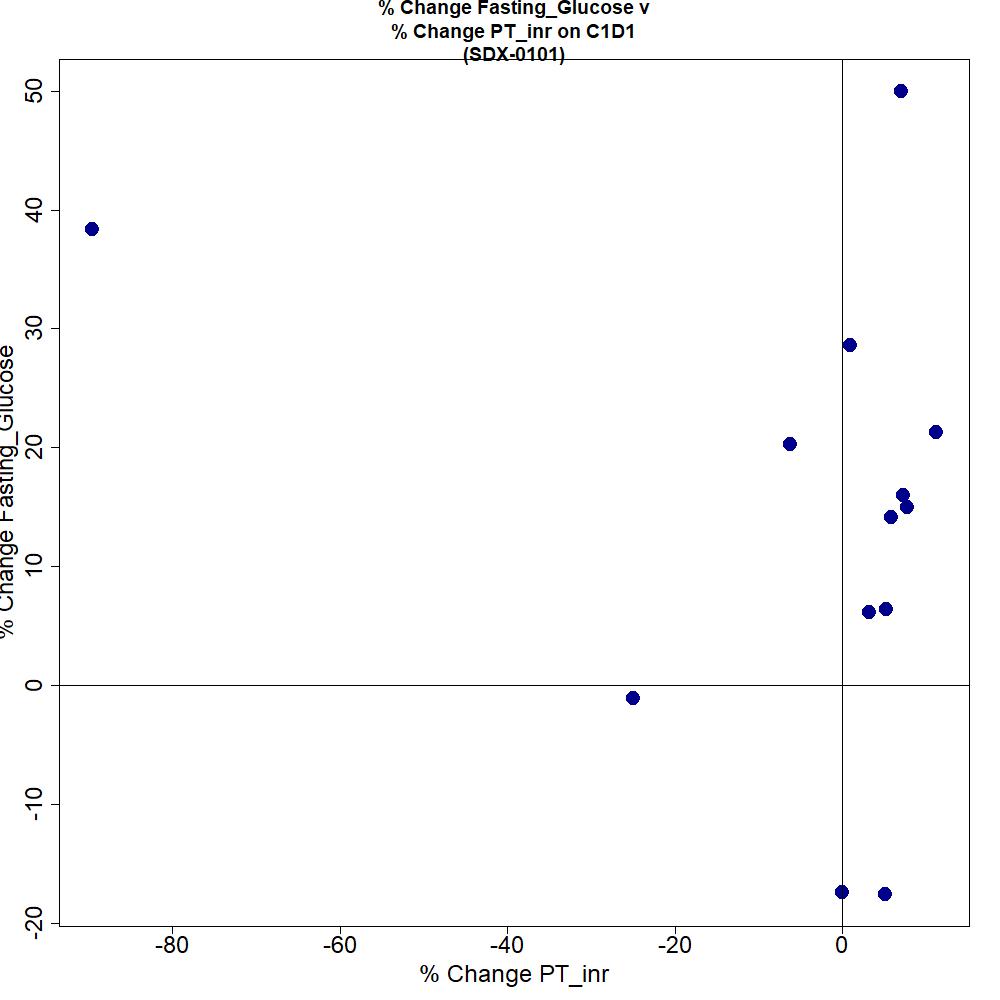 % Change Fasting_Glucose v
% Change PT_inr on C1D1
(SDX-0101)
% Change Fasting_Glucose
50
40
30
20
10
0
-10
-20
-80
-60
-40
-20
0
% Change PT_inr